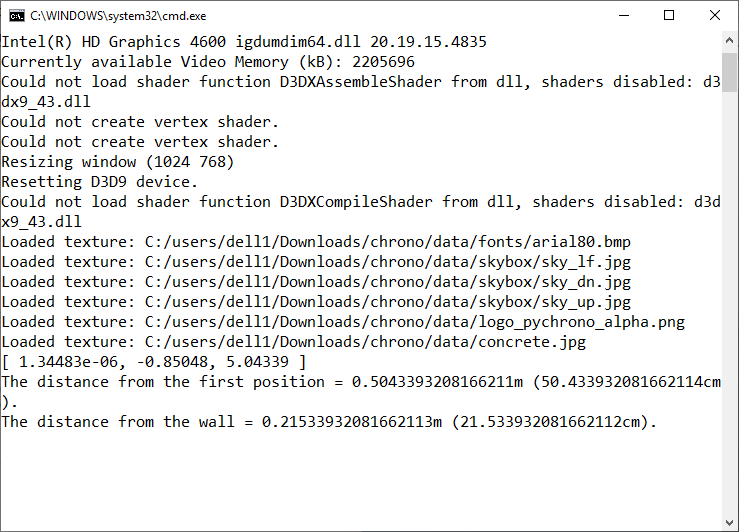 C:\WINDOWS\system32\cmd.exe
Intel(R) HD Graphics 4600 igdumdim64.dll 20.19.15.4835
Currently available Video Memory (kB): 2205696
Could not load shader function D3DXAssembleShader from dll, shaders disabled: d3
dx9_43.dll
Could not create vertex shader.
Could not create vertex shader.
Resizing window (1024 768)
Resetting D3D9 device.
Could not load shader function D3DXCompileShader from dll, shaders disabled: d3d
x9_43.dll
Loaded texture: C:/users/dell1/Downloads/chrono/data/fonts/arial80.bmp
Loaded texture: C:/users/dell1/Downloads/chrono/data/skybox/sky_lf.jpg
Loaded texture: C:/users/dell1/Downloads/chrono/data/skybox/sky_dn.jpg
Loaded texture: C:/users/dell1/Downloads/chrono/data/skybox/sky_up.jpg
Loaded texture: C:/users/dell1/Downloads/chrono/data/logo_pychrono_alpha.png
Loaded texture: C:/users/dell1/Downloads/chrono/data/concrete.jpg
[ 1.34483e-06, -0.85048, 5.04339 ]
The distance from the first position = 0.5043393208166211m (50.433932081662114cm
).
The distance from the wall = 0.21533932081662113m (21.533932081662112cm).